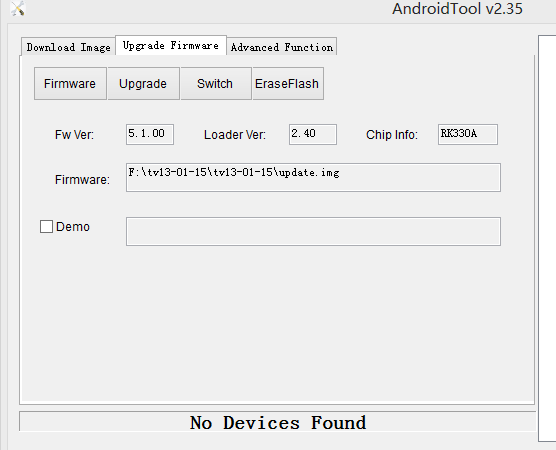 AndroidTool v2.35
Download Image Upgrade Firmware Advanced Function
Firmware Upgrade Switch EraseFlash
Fw Ver: 5.1.00 Loader Ver: 2.40 Chip Info: RK330A
Firmware: F:\tv13-01-15\tv13-01-15\update.img
Demo
No Devices Found